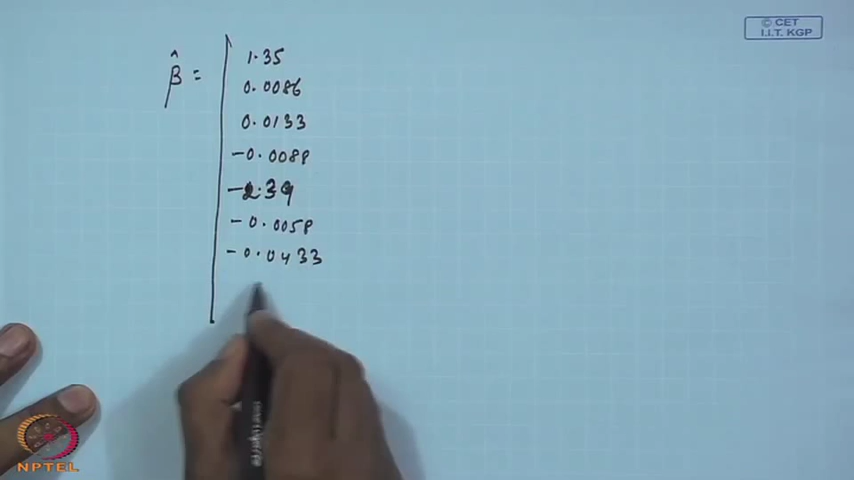 © CET
I.I.T. KGP
β̂ =
1.35
0.0086
0.0133
-0.0088
-2.39
-0.0058
-0.0433
NPTEL